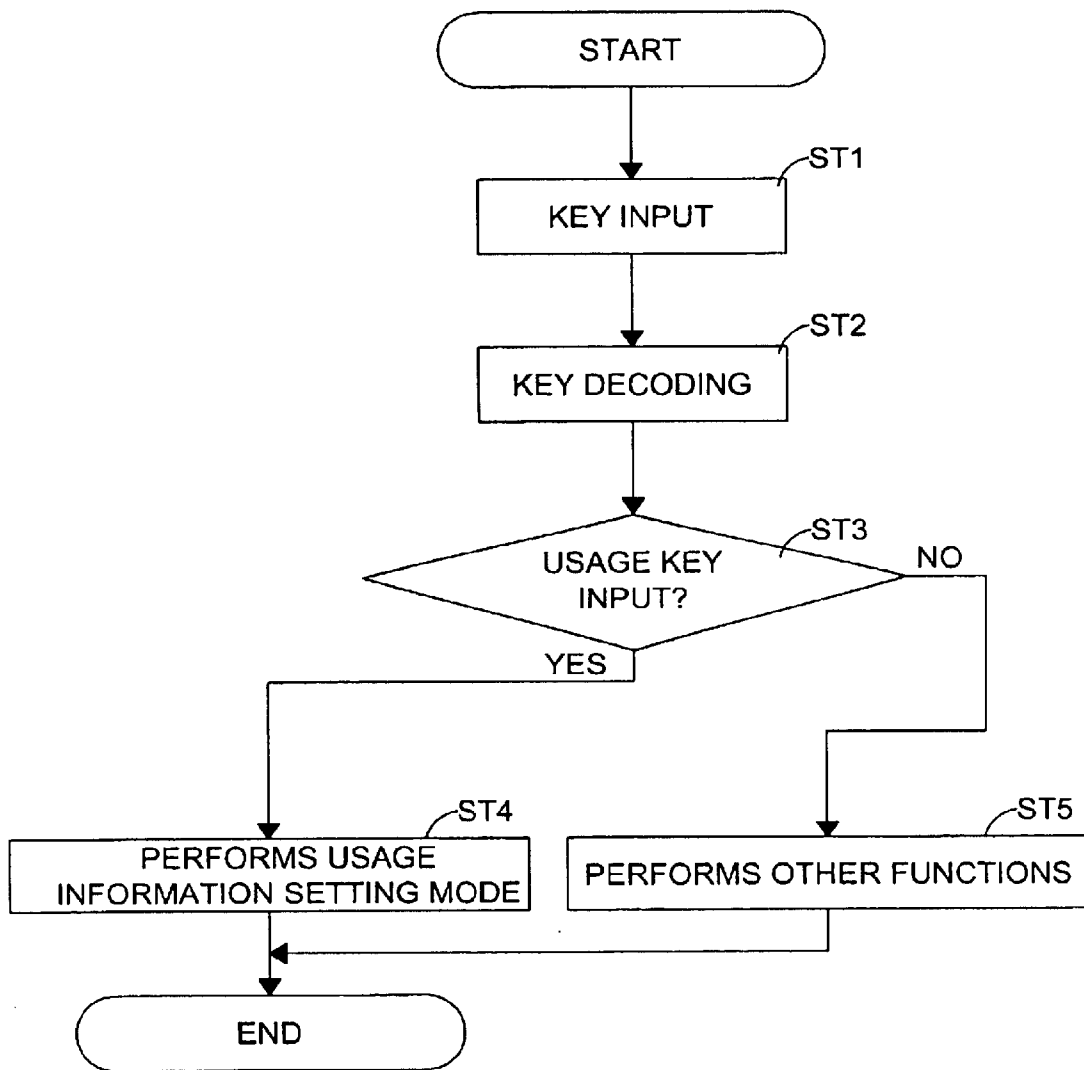 START
ST1
KEY INPUT
ST2
KEY DECODING
ST3
USAGE KEY
INPUT?
NO
YES
ST4
PERFORMS USAGE
INFORMATION SETTING MODE
ST5
PERFORMS OTHER FUNCTIONS
END